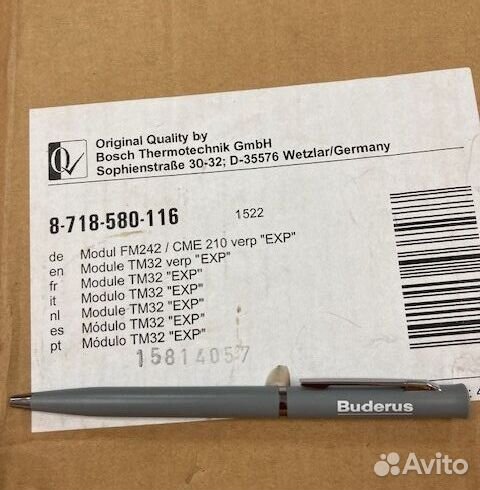 Original Quality by
Bosch Thermotechnik GmbH
Sophienstraße 30-32; D-35576 Wetzlar/Germany
8-718-580-116 1522
de Modul FM242 / CME 210 verp "EXP"
en Module TM32 verp "EXP"
fr Module TM32 "EXP"
it Modulo TM32 "EXP"
nl Module TM32 "EXP"
es Módulo TM32 "EXP"
pt Módulo TM32 "EXP"
15814057
Buderus
Avito